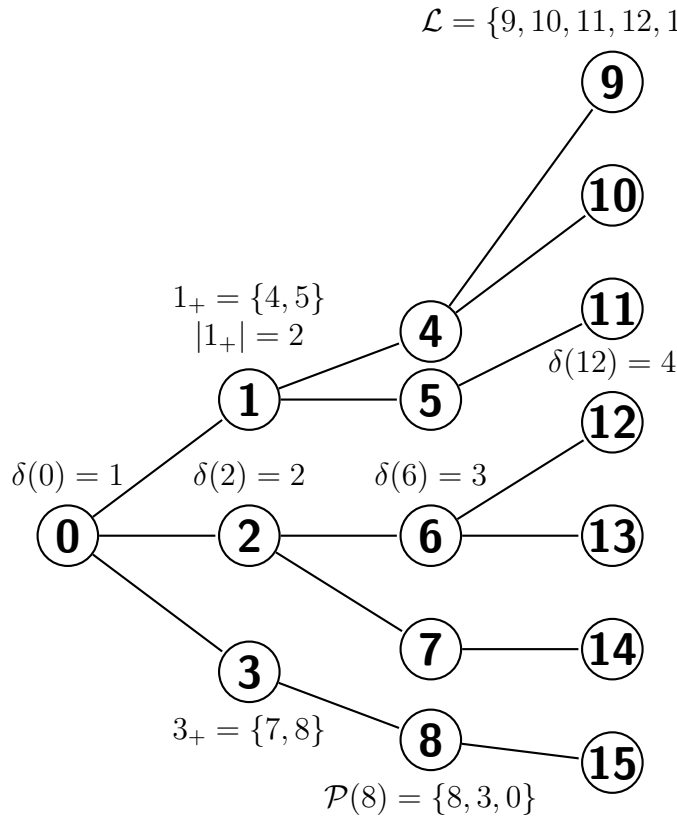 ℒ = {9, 10, 11, 12, 1
9
10
1₊ = {4, 5}
|1₊| = 2
4
11
δ(12) = 4
1
5
12
δ(0) = 1
δ(2) = 2
δ(6) = 3
0
2
6
13
7
14
3
3₊ = {7, 8}
8
15
𝒫(8) = {8, 3, 0}